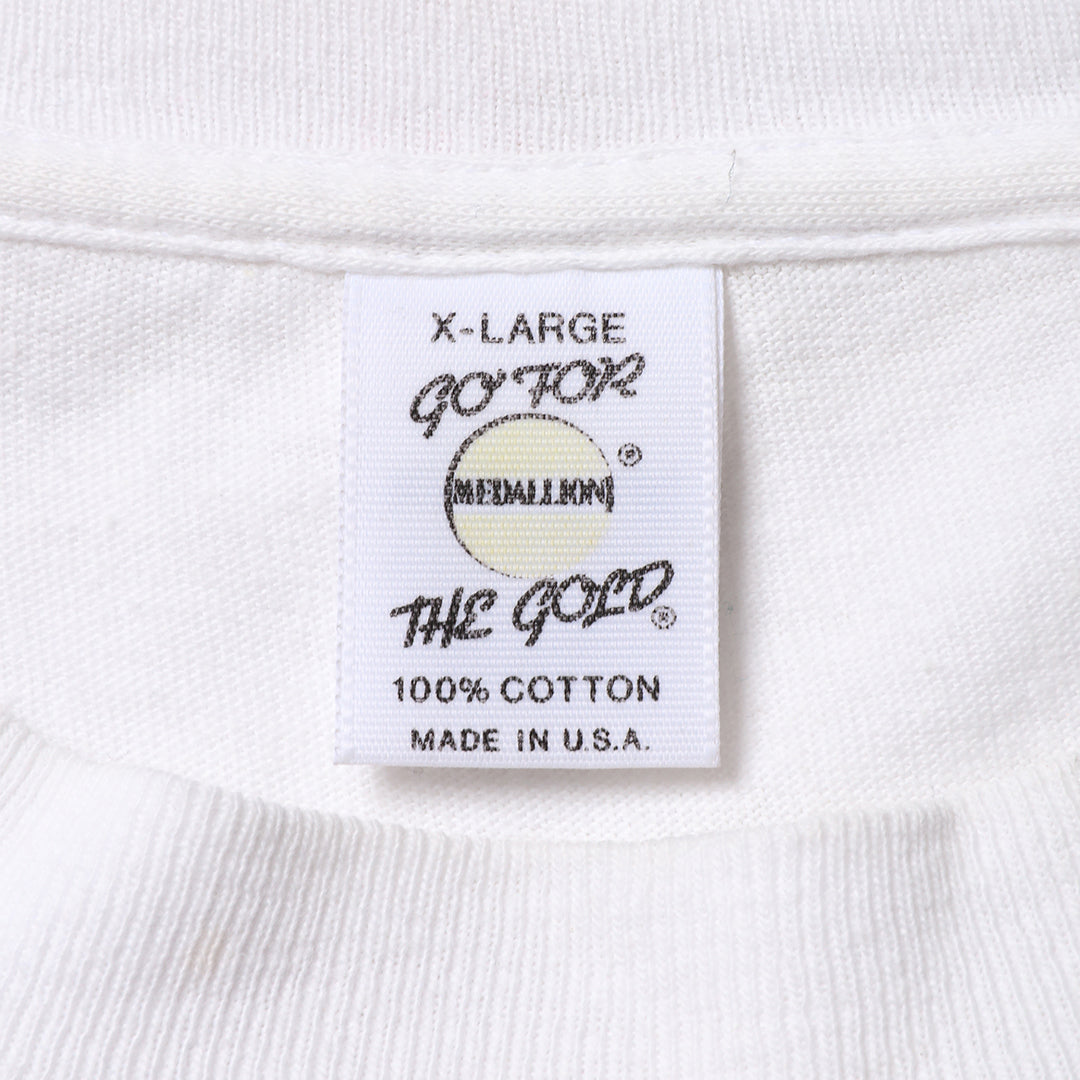 X-LARGE
GO FOR
MEDALLION ®
THE GOLD ®
100% COTTON
MADE IN U.S.A.